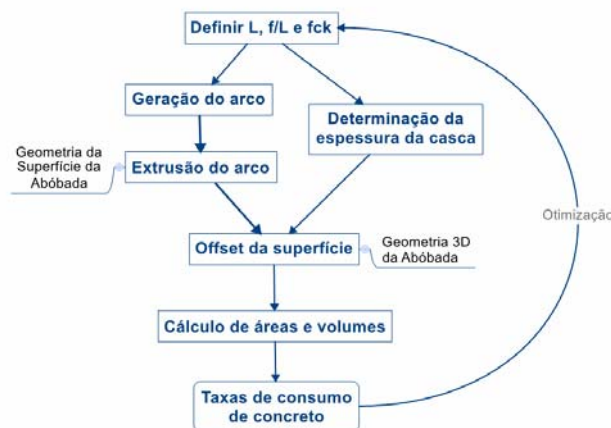 Definir L, f/L e fck
Geração do arco
Determinação da
espessura da casca
Geometria da
Superfície da
Abóbada
Extrusão do arco
Otimização
Offset da superfície
Geometria 3D
da Abóbada
Cálculo de áreas e volumes
Taxas de consumo
de concreto